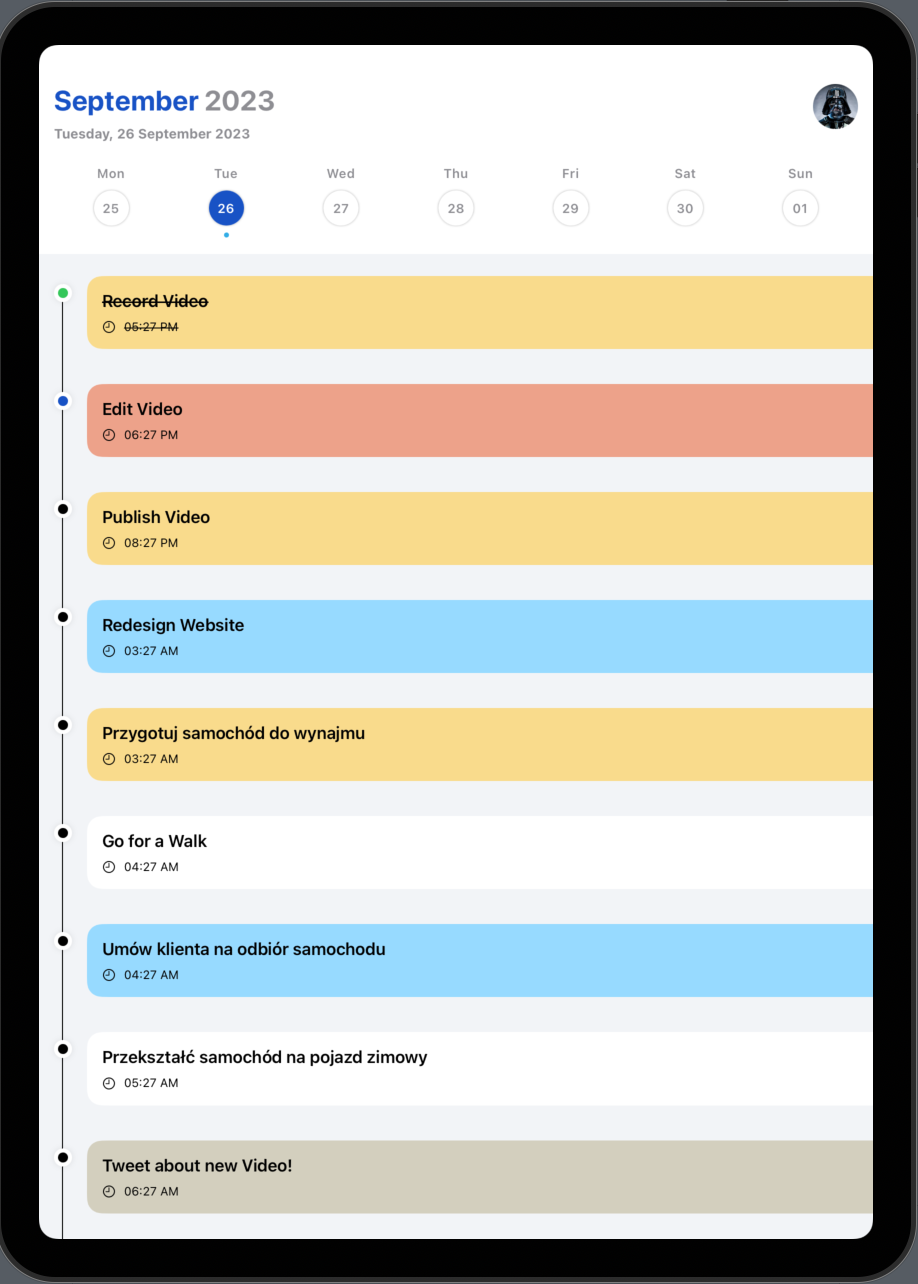 September 2023
Tuesday, 26 September 2023
Mon Tue Wed Thu Fri Sat Sun
25 26 27 28 29 30 01
Record Video
05:27 PM
Edit Video
06:27 PM
Publish Video
08:27 PM
Redesign Website
03:27 AM
Przygotuj samochód do wynajmu
03:27 AM
Go for a Walk
04:27 AM
Umów klienta na odbiór samochodu
04:27 AM
Przekształć samochód na pojazd zimowy
05:27 AM
Tweet about new Video!
06:27 AM